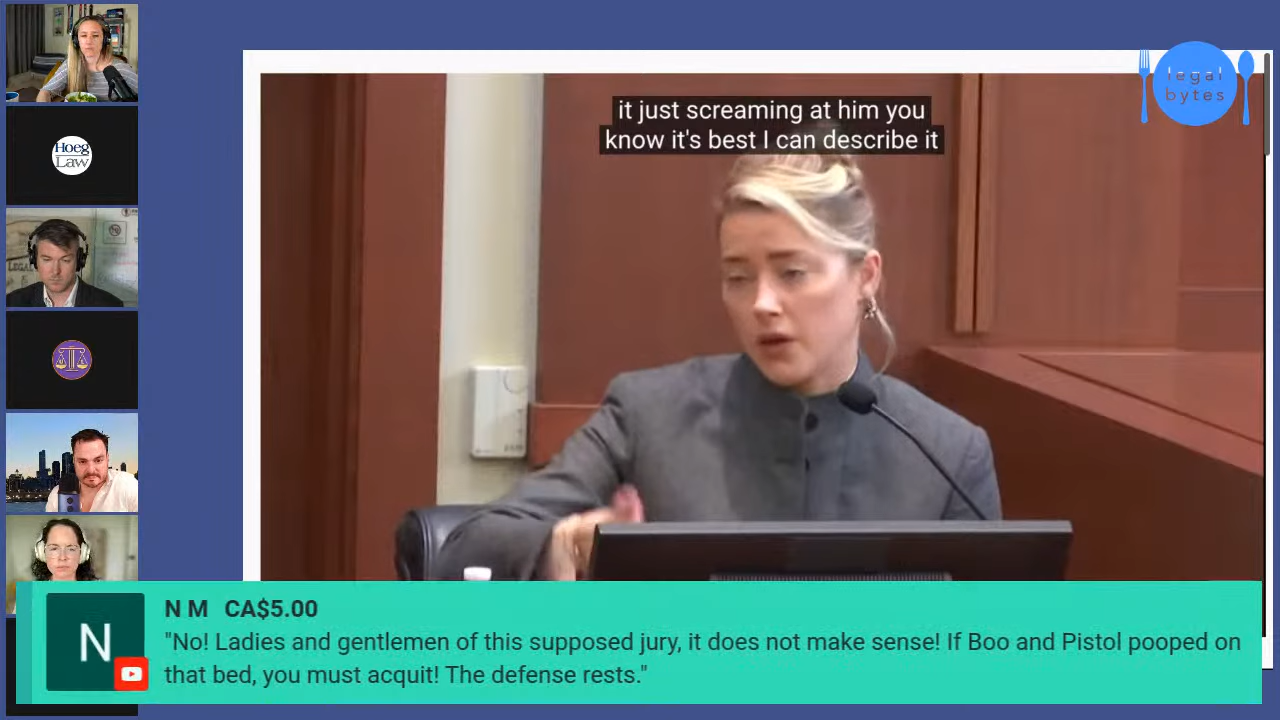 it just screaming at him you
know it's best I can describe it
legal
bytes
Hoeg
Law
N
N M CA$5.00
"No! Ladies and gentlemen of this supposed jury, it does not make sense! If Boo and Pistol pooped on
that bed, you must acquit! The defense rests."